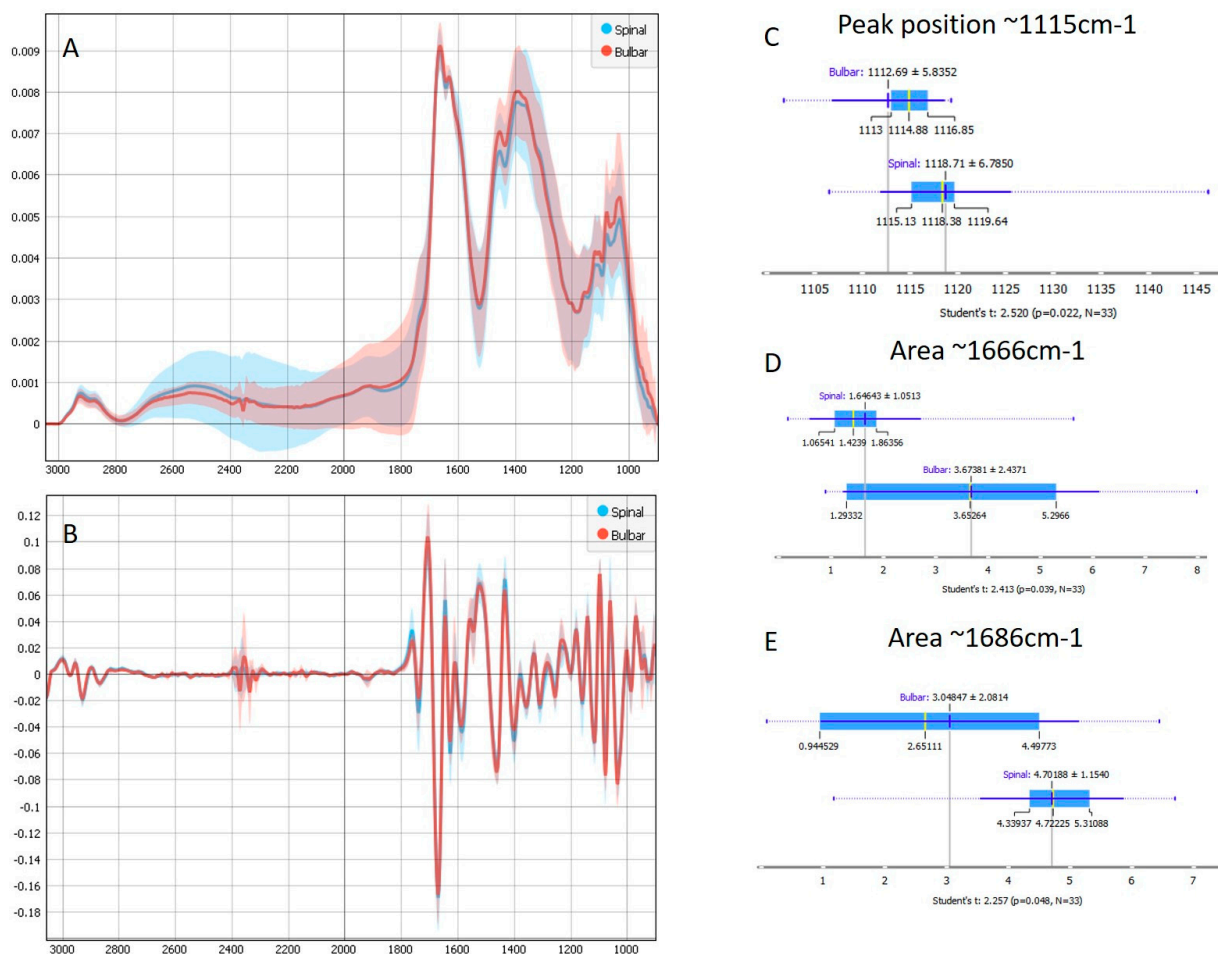 A
Spinal
Bulbar
0.009
0.008
0.007
0.006
0.005
0.004
0.003
0.002
0.001
0
3000 2800 2600 2400 2200 2000 1800 1600 1400 1200 1000
B
Spinal
Bulbar
0.12
0.1
0.08
0.06
0.04
0.02
0
-0.02
-0.04
-0.06
-0.08
-0.1
-0.12
-0.14
-0.16
-0.18
3000 2800 2600 2400 2200 2000 1800 1600 1400 1200 1000
C
Peak position ~1115cm-1
Bulbar: 1112.69 ± 5.8352
1113 1114.88 1116.85
Spinal: 1118.71 ± 6.7850
1115.13 1118.38 1119.64
1105 1110 1115 1120 1125 1130 1135 1140 1145
Student's t: 2.520 (p=0.022, N=33)
D
Area ~1666cm-1
Spinal: 1.64643 ± 1.0513
1.06541 1.4239 1.86356
Bulbar: 3.67381 ± 2.4371
1.29332 3.65264 5.2966
1 2 3 4 5 6 7 8
Student's t: 2.413 (p=0.039, N=33)
E
Area ~1686cm-1
Bulbar: 3.04847 ± 2.0814
0.944529 2.65111 4.49773
Spinal: 4.70188 ± 1.1540
4.33937 4.72225 5.31088
1 2 3 4 5 6 7
Student's t: 2.257 (p=0.048, N=33)